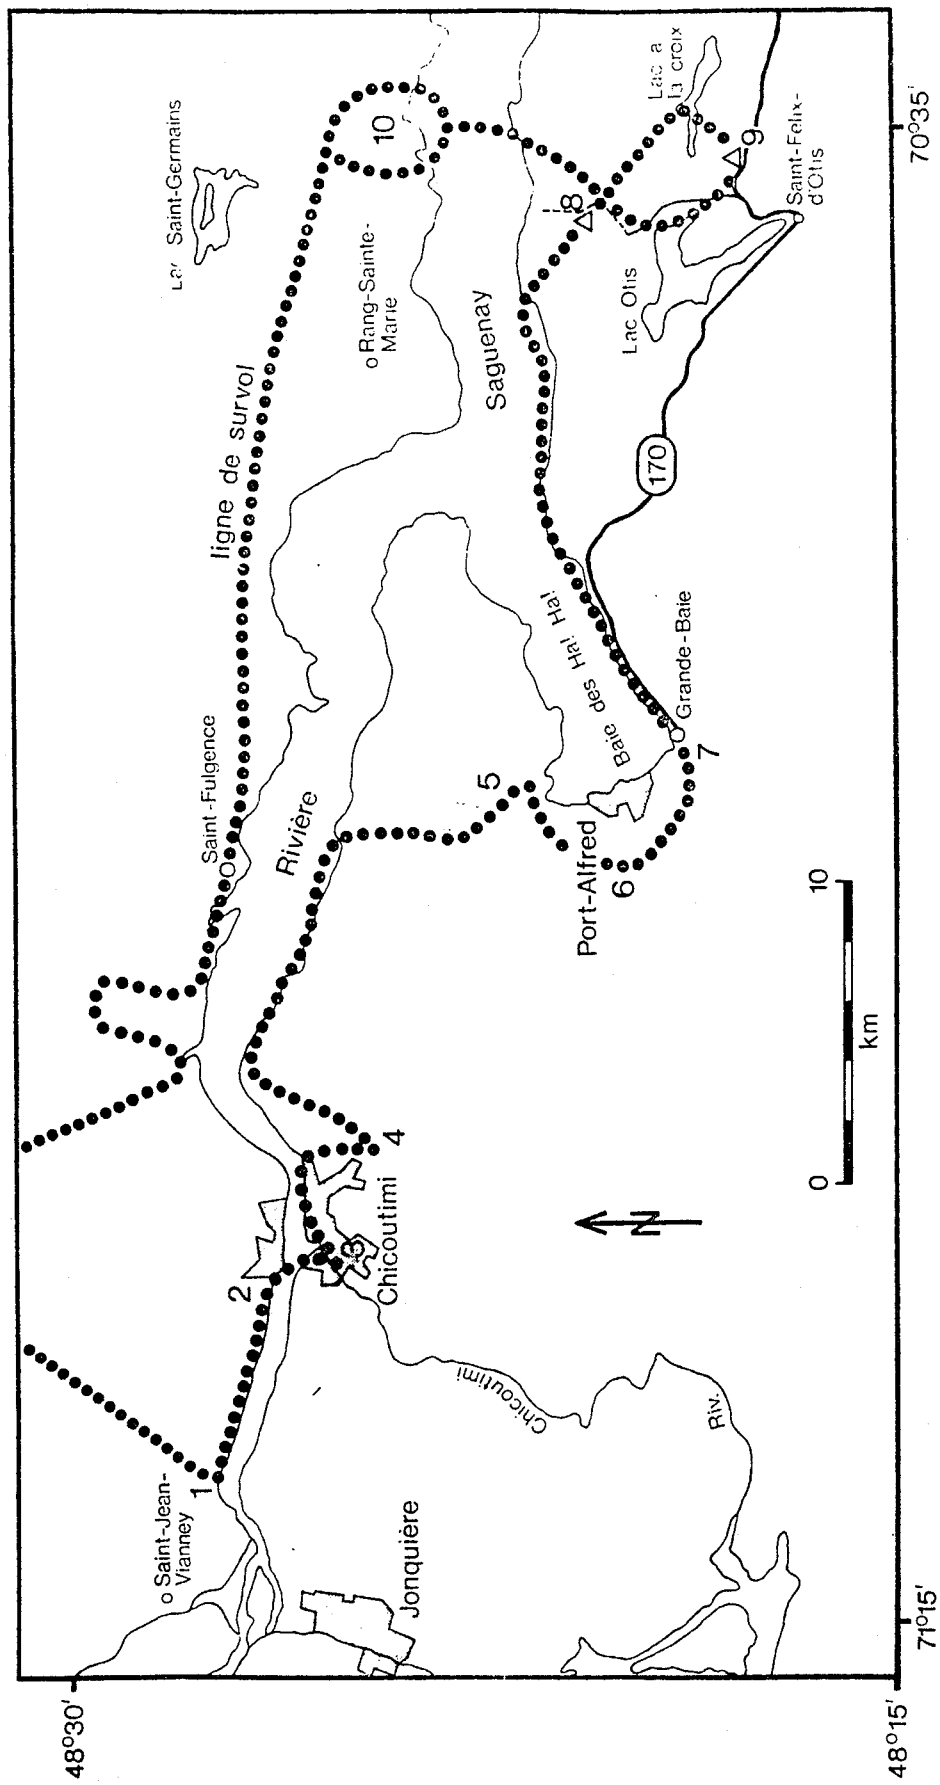 48°30'
48°15'
71°15'
70°35'
Saint-Jean-
Vianney
1
2
3
4
5
6
7
8
9
10
Jonquière
Chicoutimi
Riv.
Chicoutimi
Rivière
Saguenay
Saint-Fulgence
ligne de survol
Saint-Germains
Rang-Sainte-
Marie
Port-Alfred
Baie des Ha! Ha!
Grande-Baie
170
Lac Otis
Lac a
la croix
Saint-Felix-
d'Otis
N
0
10
km